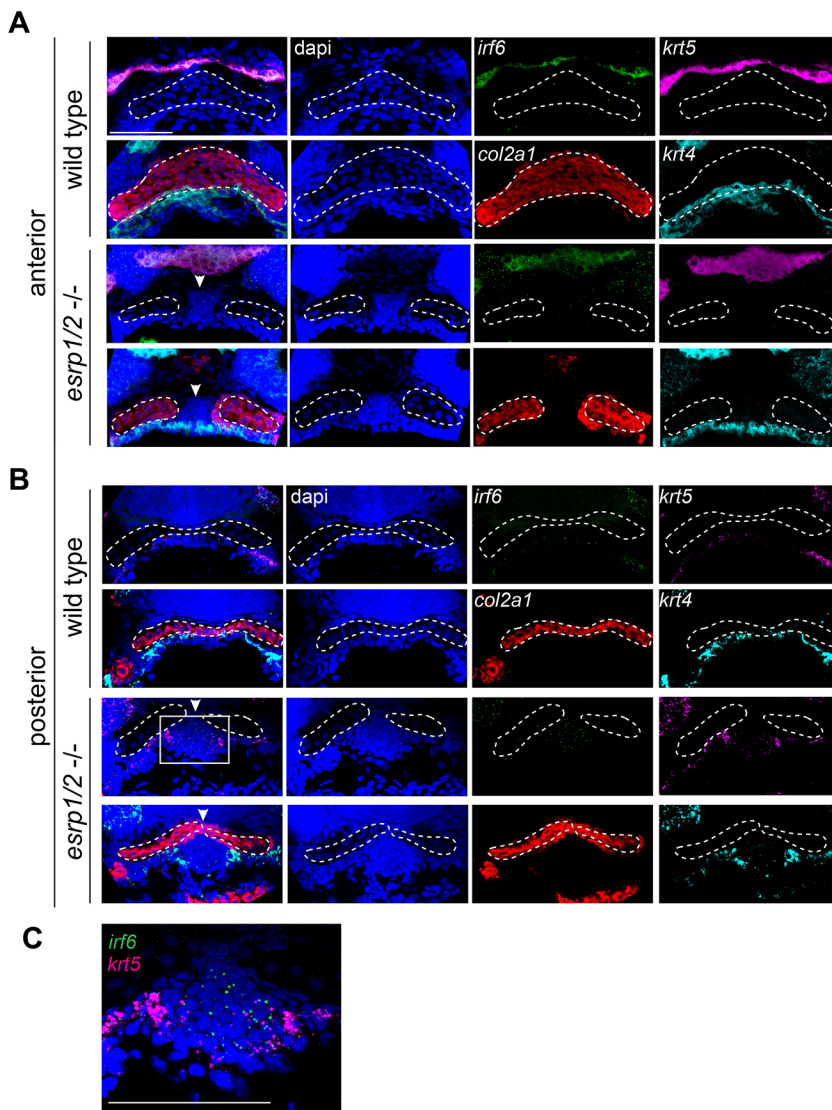 A
dapi
irf6
krt5
wild type
col2a1
krt4
anterior
esrp1/2 -/-
B
dapi
irf6
krt5
wild type
col2a1
krt4
posterior
esrp1/2 -/-
C
irf6
krt5